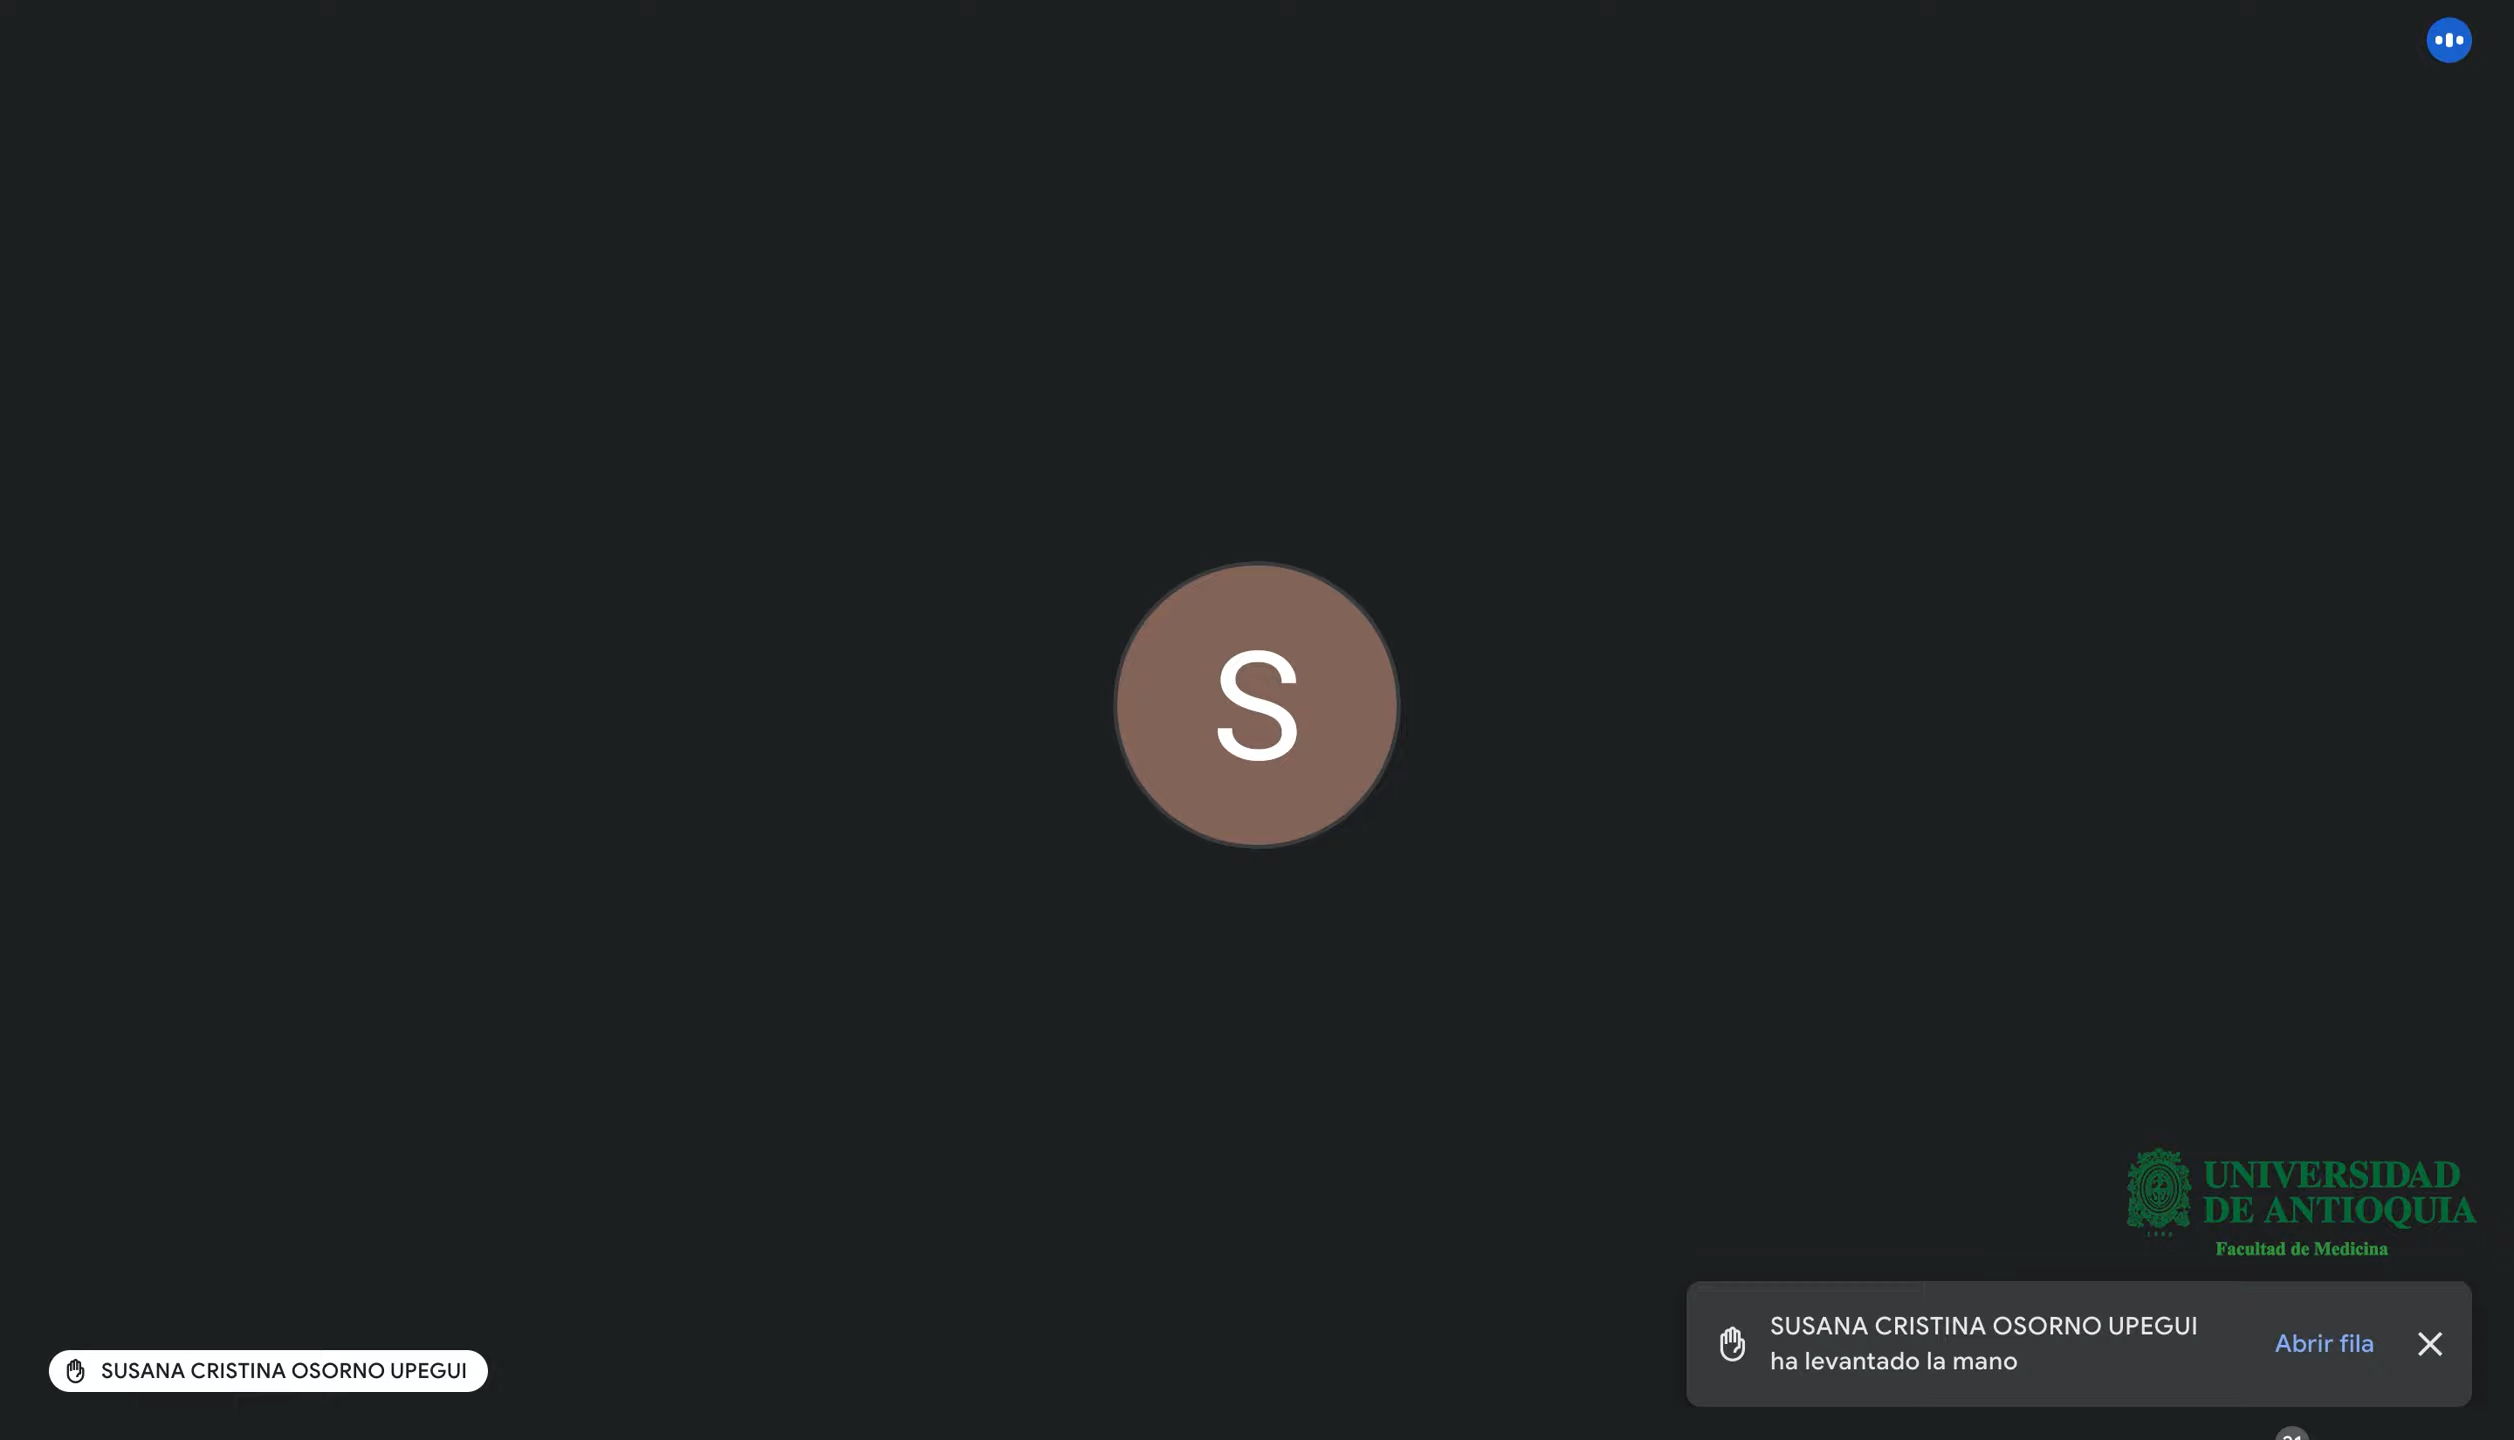 S
UNIVERSIDAD
DE ANTIOQUIA
Facultad de Medicina
SUSANA CRISTINA OSORNO UPEGUI
ha levantado la mano
Abrir fila
SUSANA CRISTINA OSORNO UPEGUI